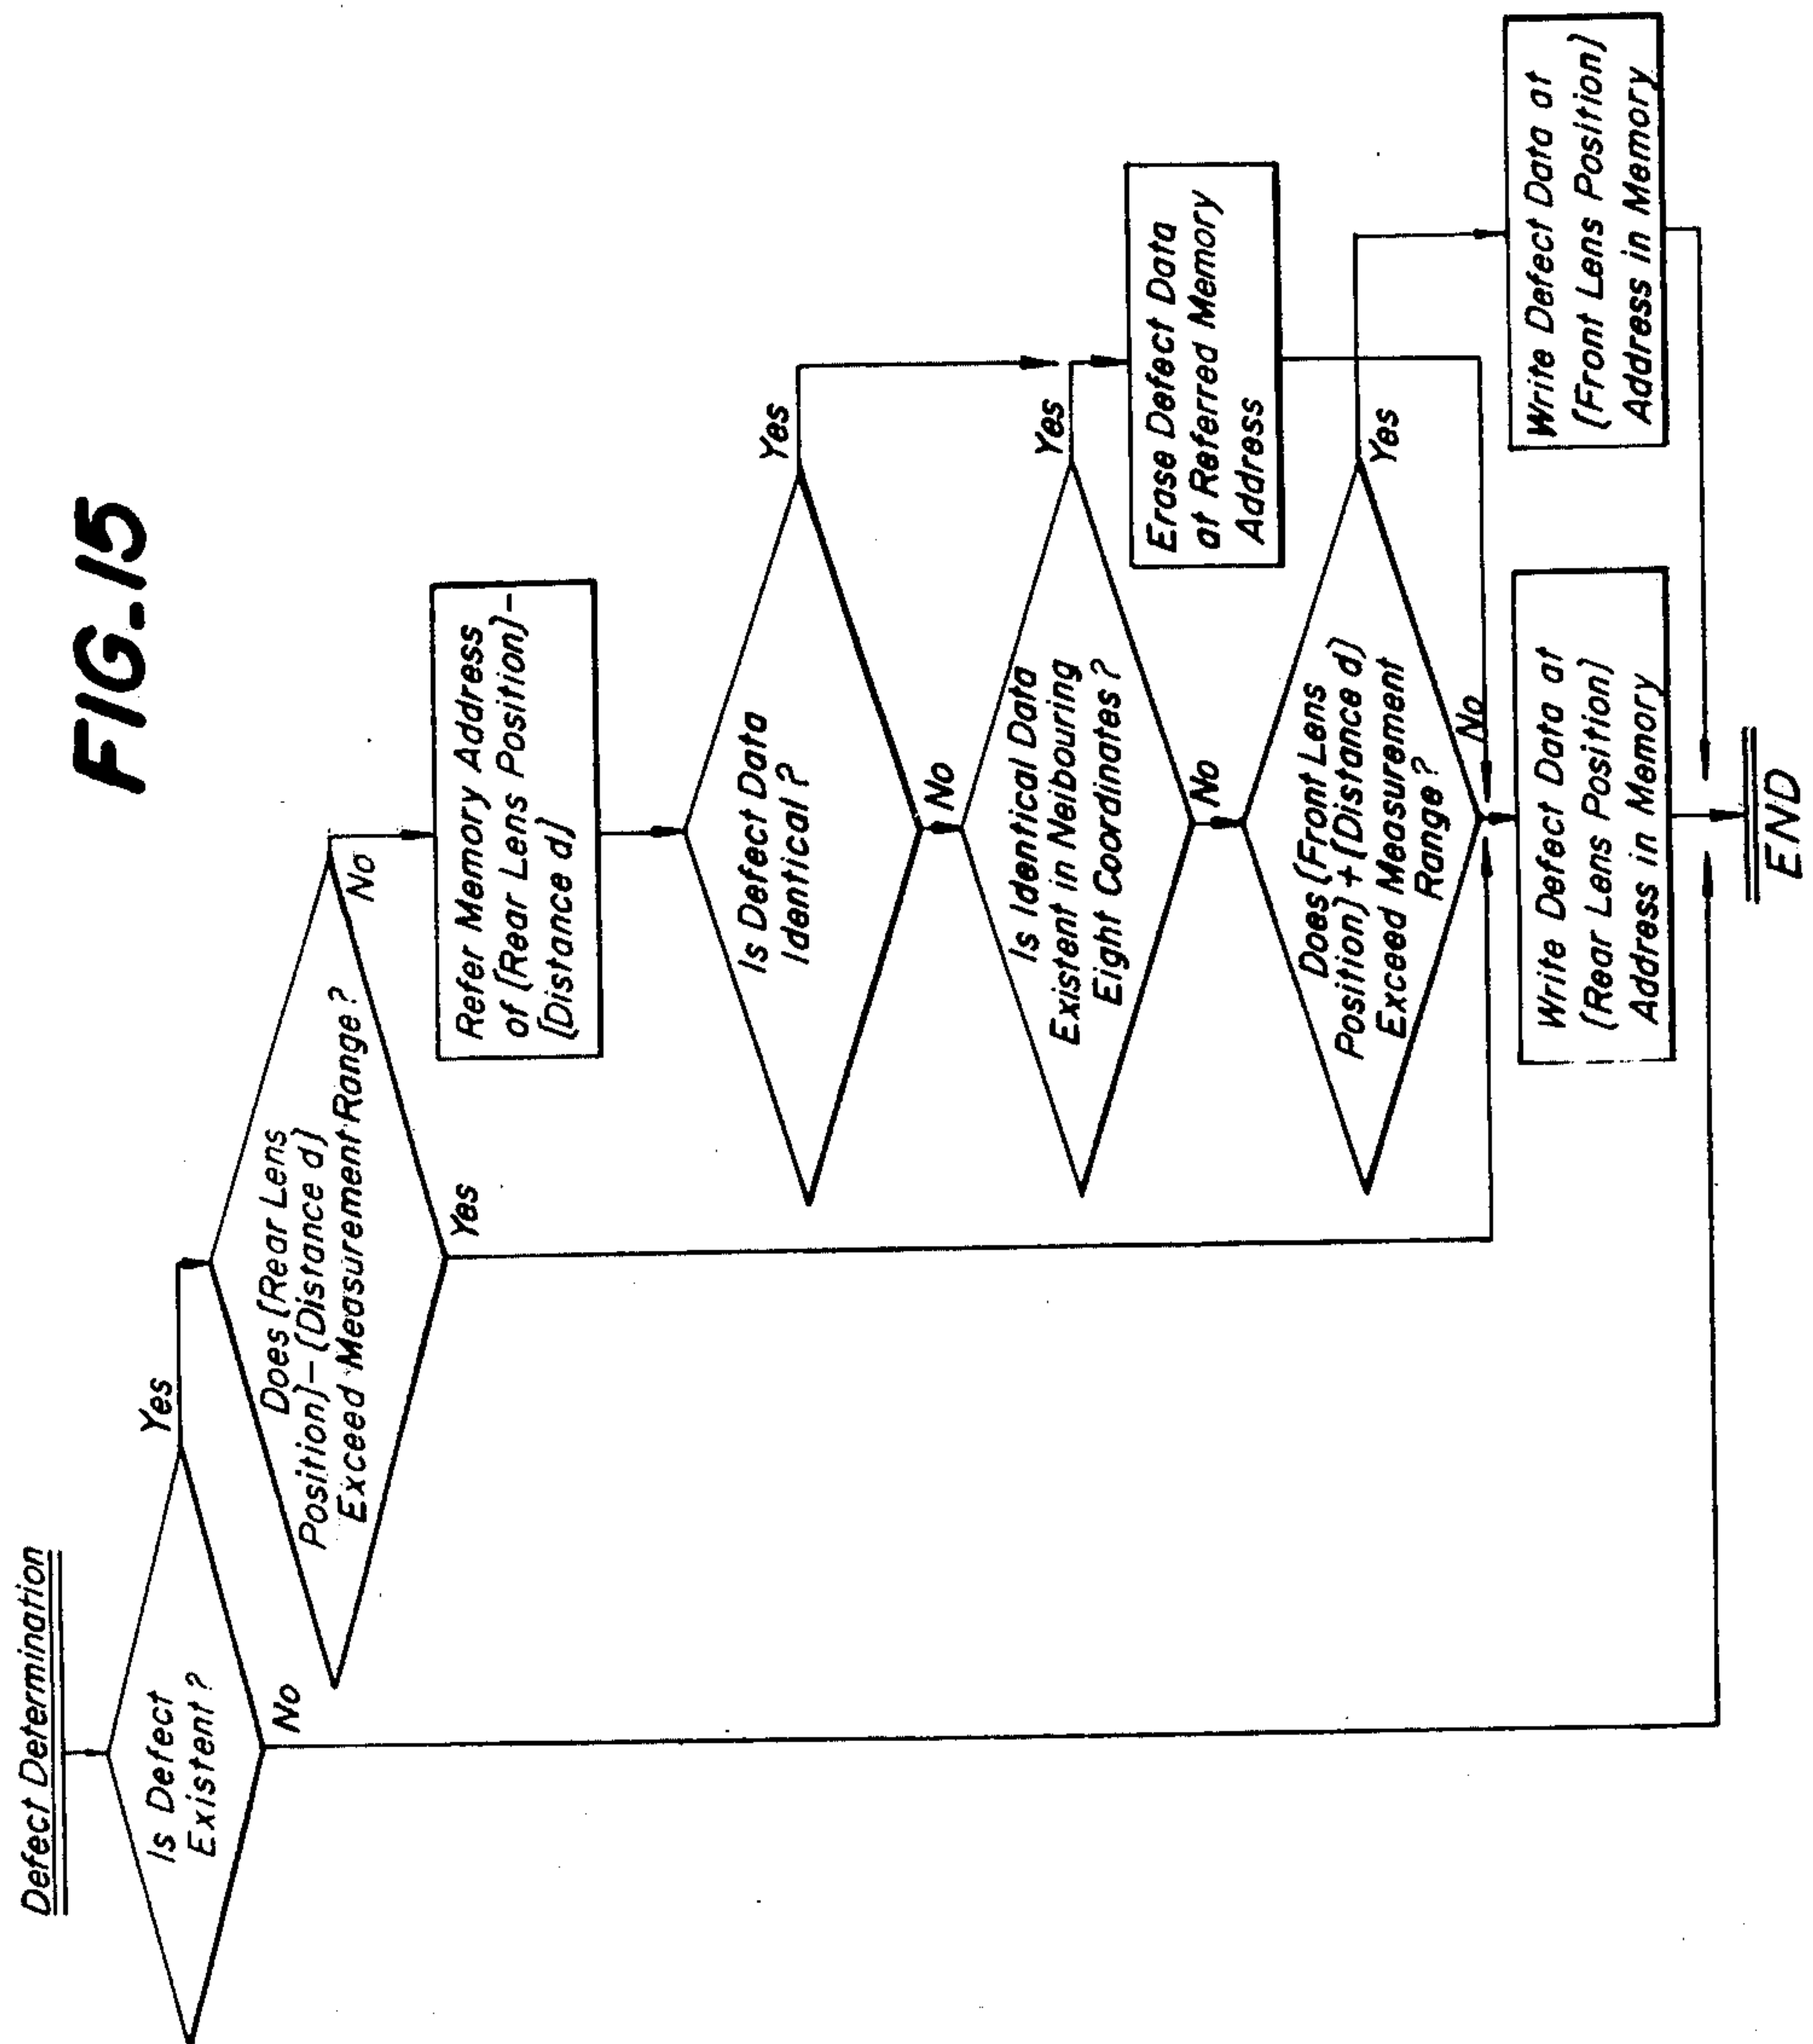 FIG_15
Defect Determination
Is Defect
Existent?
Yes
No
Does [Rear Lens
Position]-[Distance d]
Exceed Measurement Range?
No
Yes
Refer Memory Address
of [Rear Lens Position]-
[Distance d]
Is Defect Data
Identical?
Yes
No
Is Identical Data
Existent in Neibouring
Eight Coordinates?
Yes
No
Erase Defect Data
at Referred Memory
Address
Does [Front Lens
Position]+[Distance d]
Exceed Measurement
Range?
Yes
No
Write Defect Data at
[Rear Lens Position]
Address in Memory
Write Defect Data at
[Front Lens Position]
Address in Memory
END